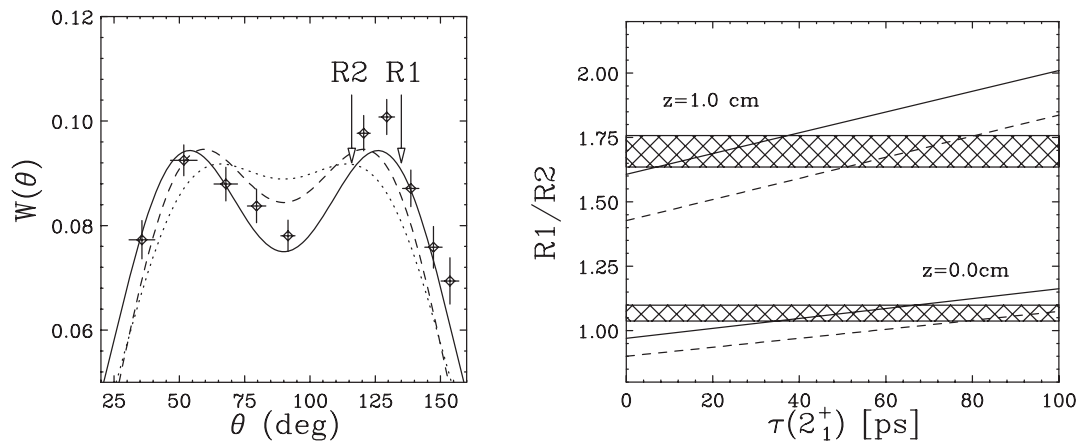 0.12
0.10
0.08
0.06
W(θ)
R2 R1
25 50 75 100 125 150
θ (deg)
2.00
1.75
1.50
1.25
1.00
R1/R2
z=1.0 cm
z=0.0cm
0 20 40 60 80 100
τ(2₁⁺) [ps]